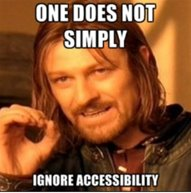 ONE DOES NOT
SIMPLY
IGNORE ACCESSIBILITY